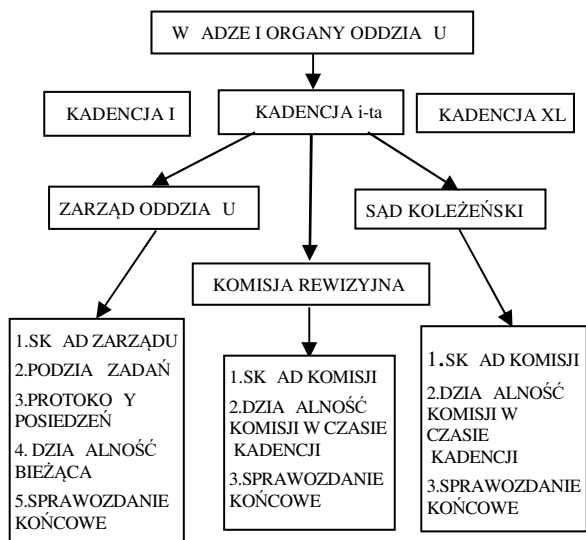 W ADZE I ORGANY ODDZIA U
KADENCJA I
KADENCJA i-ta
KADENCJA XL
ZARZĄD ODDZIA U
SĄD KOLEŻEŃSKI
KOMISJA REWIZYJNA
1.SK AD ZARZĄDU
2.PODZIA ZADAŃ
3.PROTOKO Y
POSIEDZEŃ
4. DZIA ALNOŚĆ
BIEŻĄCA
5.SPRAWOZDANIE
KOŃCOWE
1.SK AD KOMISJI
2.DZIA ALNOŚĆ
KOMISJI W CZASIE
KADENCJI
3.SPRAWOZDANIE
KOŃCOWE
1.SK AD KOMISJI
2.DZIA ALNOŚĆ
KOMISJI W
CZASIE
KADENCJI
3.SPRAWOZDANIE
KOŃCOWE